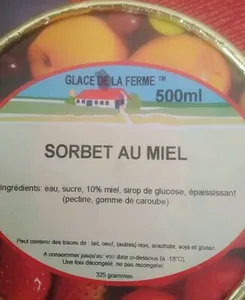 GLACE DE LA FERME ™
500ml
SORBET AU MIEL
Ingrédients: eau, sucre, 10% miel, sirop de glucose, épaississant
(pectine, gomme de caroube)
Peut contenir des traces de : lait, oeuf, (autres) noix, arachide, soja et gluten
A consommer jusqu'au: voir date ci-dessous (à -18°C).
Une fois décongelé, ne pas recongeler
325 grammes